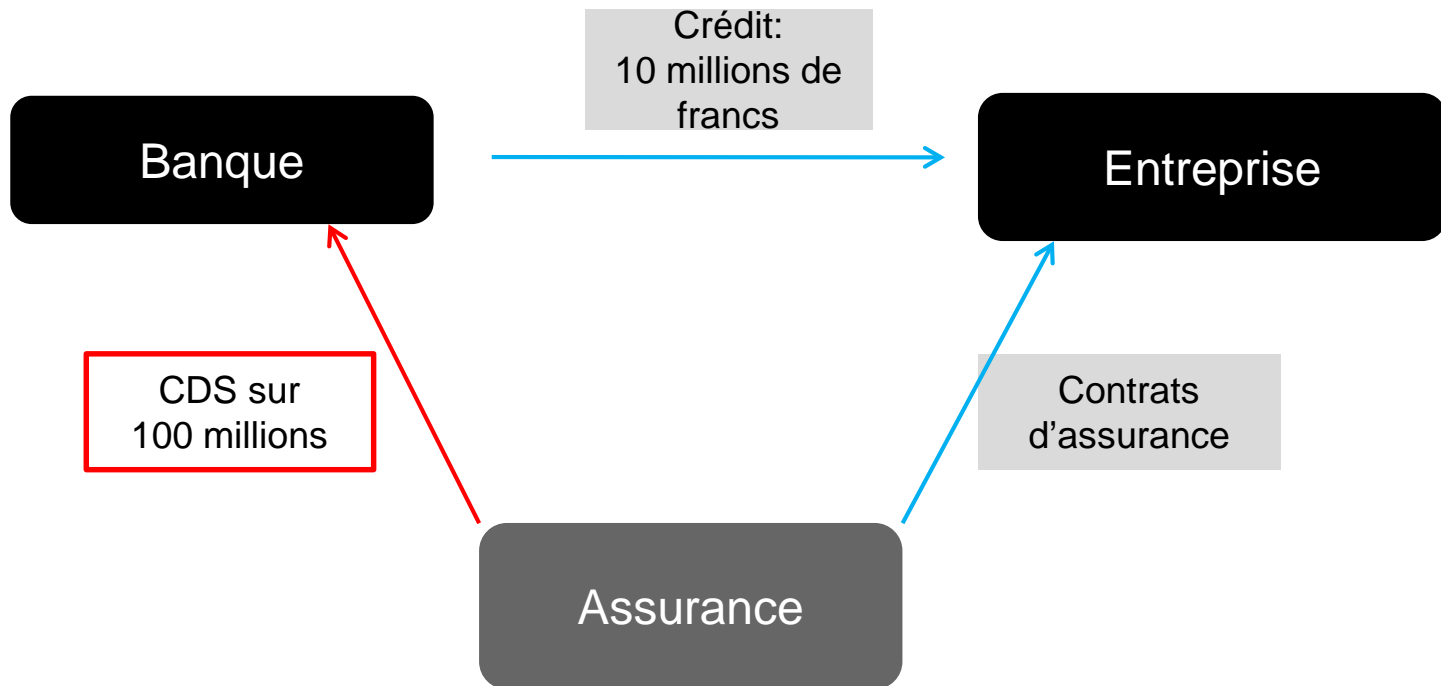 Crédit:
10 millions de
francs
Banque
Entreprise
CDS sur
100 millions
Contrats
d’assurance
Assurance